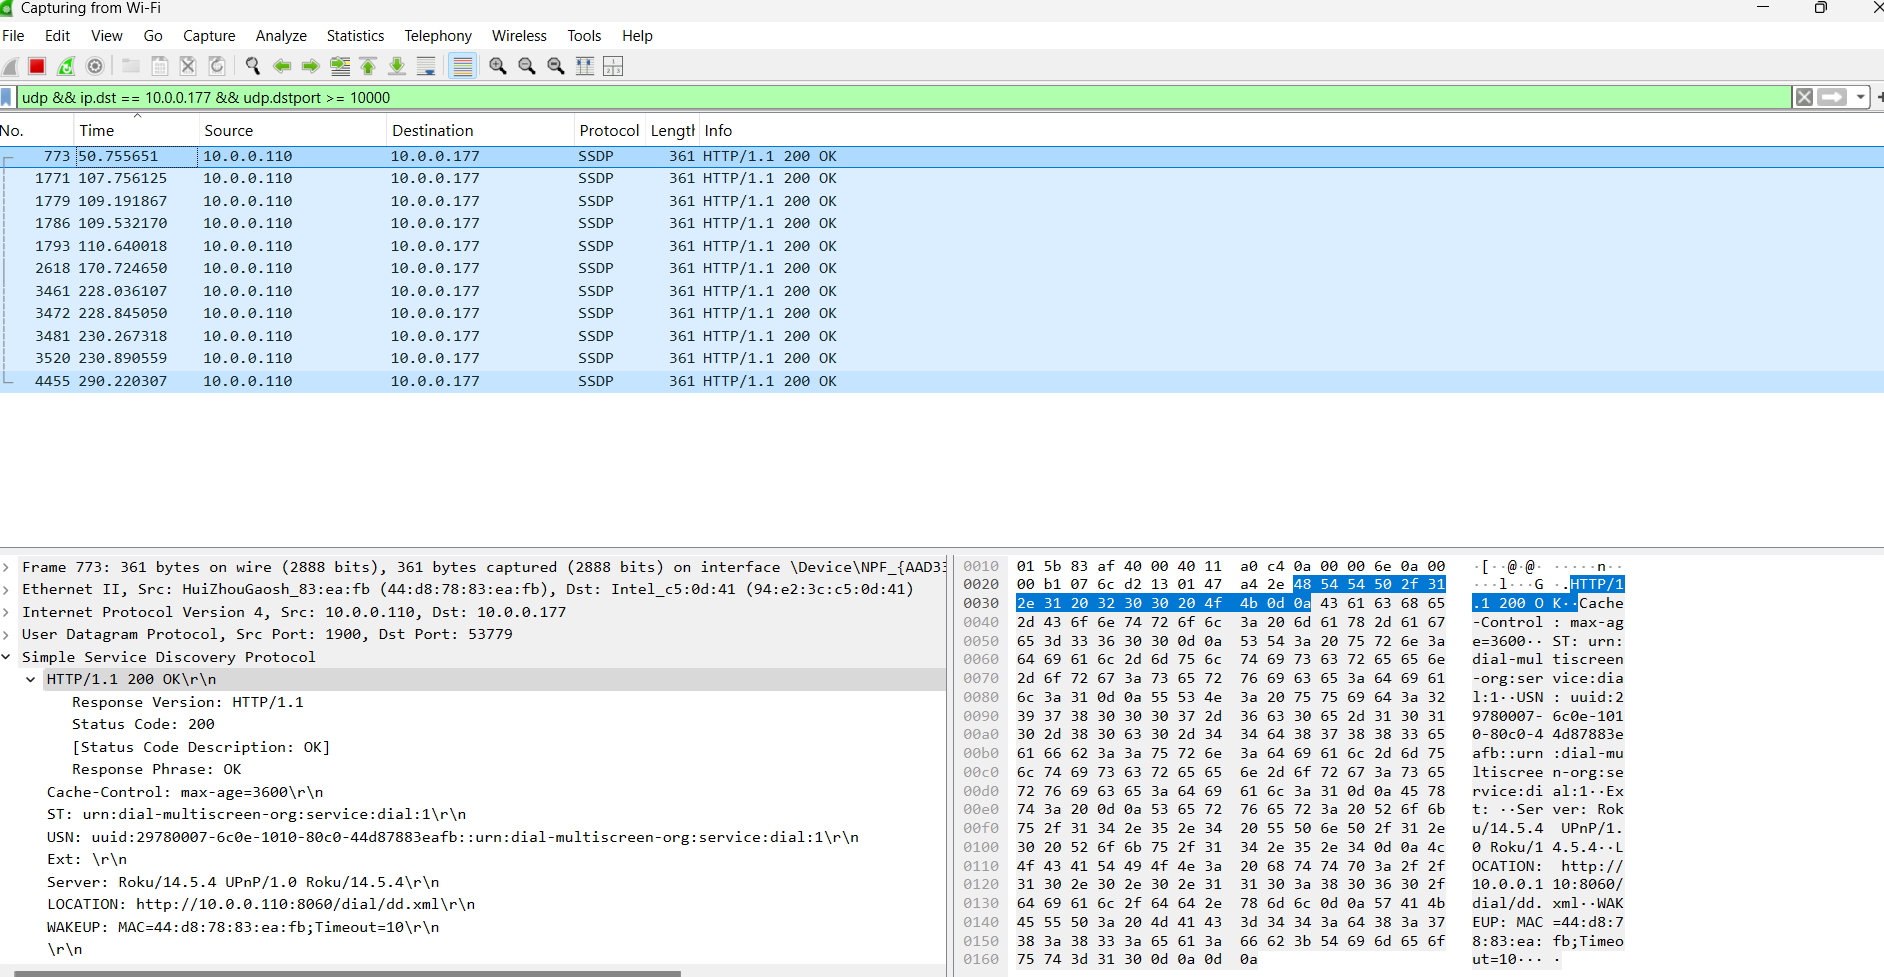 Capturing from Wi-Fi
File Edit View Go Capture Analyze Statistics Telephony Wireless Tools Help
udp && ip.dst == 10.0.0.177 && udp.dstport >= 10000
No. Time Source Destination Protocol Length Info
773 50.755651 10.0.0.110 10.0.0.177 SSDP 361 HTTP/1.1 200 OK
1771 107.756125 10.0.0.110 10.0.0.177 SSDP 361 HTTP/1.1 200 OK
1779 109.191867 10.0.0.110 10.0.0.177 SSDP 361 HTTP/1.1 200 OK
1786 109.532170 10.0.0.110 10.0.0.177 SSDP 361 HTTP/1.1 200 OK
1793 110.640018 10.0.0.110 10.0.0.177 SSDP 361 HTTP/1.1 200 OK
2618 170.724650 10.0.0.110 10.0.0.177 SSDP 361 HTTP/1.1 200 OK
3461 228.036107 10.0.0.110 10.0.0.177 SSDP 361 HTTP/1.1 200 OK
3472 228.845050 10.0.0.110 10.0.0.177 SSDP 361 HTTP/1.1 200 OK
3481 230.267318 10.0.0.110 10.0.0.177 SSDP 361 HTTP/1.1 200 OK
3520 230.890559 10.0.0.110 10.0.0.177 SSDP 361 HTTP/1.1 200 OK
4455 290.220307 10.0.0.110 10.0.0.177 SSDP 361 HTTP/1.1 200 OK
Frame 773: 361 bytes on wire (2888 bits), 361 bytes captured (2888 bits) on interface \Device\NPF_{AAD33
Ethernet II, Src: HuiZhouGaosh_83:ea:fb (44:d8:78:83:ea:fb), Dst: Intel_c5:0d:41 (94:e2:3c:c5:0d:41)
Internet Protocol Version 4, Src: 10.0.0.110, Dst: 10.0.0.177
User Datagram Protocol, Src Port: 1900, Dst Port: 53779
Simple Service Discovery Protocol
HTTP/1.1 200 OK\r\n
Response Version: HTTP/1.1
Status Code: 200
[Status Code Description: OK]
Response Phrase: OK
Cache-Control: max-age=3600\r\n
ST: urn:dial-multiscreen-org:service:dial:1\r\n
USN: uuid:29780007-6c0e-1010-80c0-44d87883eafb::urn:dial-multiscreen-org:service:dial:1\r\n
Ext: \r\n
Server: Roku/14.5.4 UPnP/1.0 Roku/14.5.4\r\n
LOCATION: http://10.0.0.110:8060/dial/dd.xml\r\n
WAKEUP: MAC=44:d8:78:83:ea:fb;Timeout=10\r\n
\r\n
0010 01 5b 83 af 40 00 40 11 a0 c4 0a 00 00 6e 0a 00 ·[··@·@· ·····n··
0020 00 b1 07 6c d2 13 01 47 a4 2e 48 54 54 50 2f 31 ···l···G ·.HTTP/1
0030 2e 31 20 32 30 30 20 4f 4b 0d 0a 43 61 63 68 65 .1 200 O K··Cache
0040 2d 43 6f 6e 74 72 6f 6c 3a 20 6d 61 78 2d 61 67 -Control : max-ag
0050 65 3d 33 36 30 30 0d 0a 53 54 3a 20 75 72 6e 3a e=3600·· ST: urn:
0060 64 69 61 6c 2d 6d 75 6c 74 69 73 63 72 65 65 6e dial-mul tiscreen
0070 2d 6f 72 67 3a 73 65 72 76 69 63 65 3a 64 69 61 -org:ser vice:dia
0080 6c 3a 31 0d 0a 55 53 4e 3a 20 75 75 69 64 3a 32 l:1··USN : uuid:2
0090 39 37 38 30 30 30 37 2d 36 63 30 65 2d 31 30 31 9780007- 6c0e-101
00a0 30 2d 38 30 63 30 2d 34 34 64 38 37 38 38 33 65 0-80c0-4 4d87883e
00b0 61 66 62 3a 3a 75 72 6e 3a 64 69 61 6c 2d 6d 75 afb::urn :dial-mu
00c0 6c 74 69 73 63 72 65 65 6e 2d 6f 72 67 3a 73 65 ltiscree n-org:se
00d0 72 76 69 63 65 3a 64 69 61 6c 3a 31 0d 0a 45 78 rvice:di al:1··Ex
00e0 74 3a 20 0d 0a 53 65 72 76 65 72 3a 20 52 6f 6b t: ··Ser ver: Rok
00f0 75 2f 31 34 2e 35 2e 34 20 55 50 6e 50 2f 31 2e u/14.5.4 UPnP/1.
0100 30 20 52 6f 6b 75 2f 31 34 2e 35 2e 34 0d 0a 4c 0 Roku/1 4.5.4··L
0110 4f 43 41 54 49 4f 4e 3a 20 68 74 74 70 3a 2f 2f OCATION: http://
0120 31 30 2e 30 2e 30 2e 31 31 30 3a 38 30 36 30 2f 10.0.0.1 10:8060/
0130 64 69 61 6c 2f 64 64 2e 78 6d 6c 0d 0a 57 41 4b dial/dd. xml··WAK
0140 45 55 50 3a 20 4d 41 43 3d 34 34 3a 64 38 3a 37 EUP: MAC =44:d8:7
0150 38 3a 38 33 3a 65 61 3a 66 62 3b 54 69 6d 65 6f 8:83:ea: fb;Timeo
0160 75 74 3d 31 30 0d 0a 0d 0a ut=10··· ·